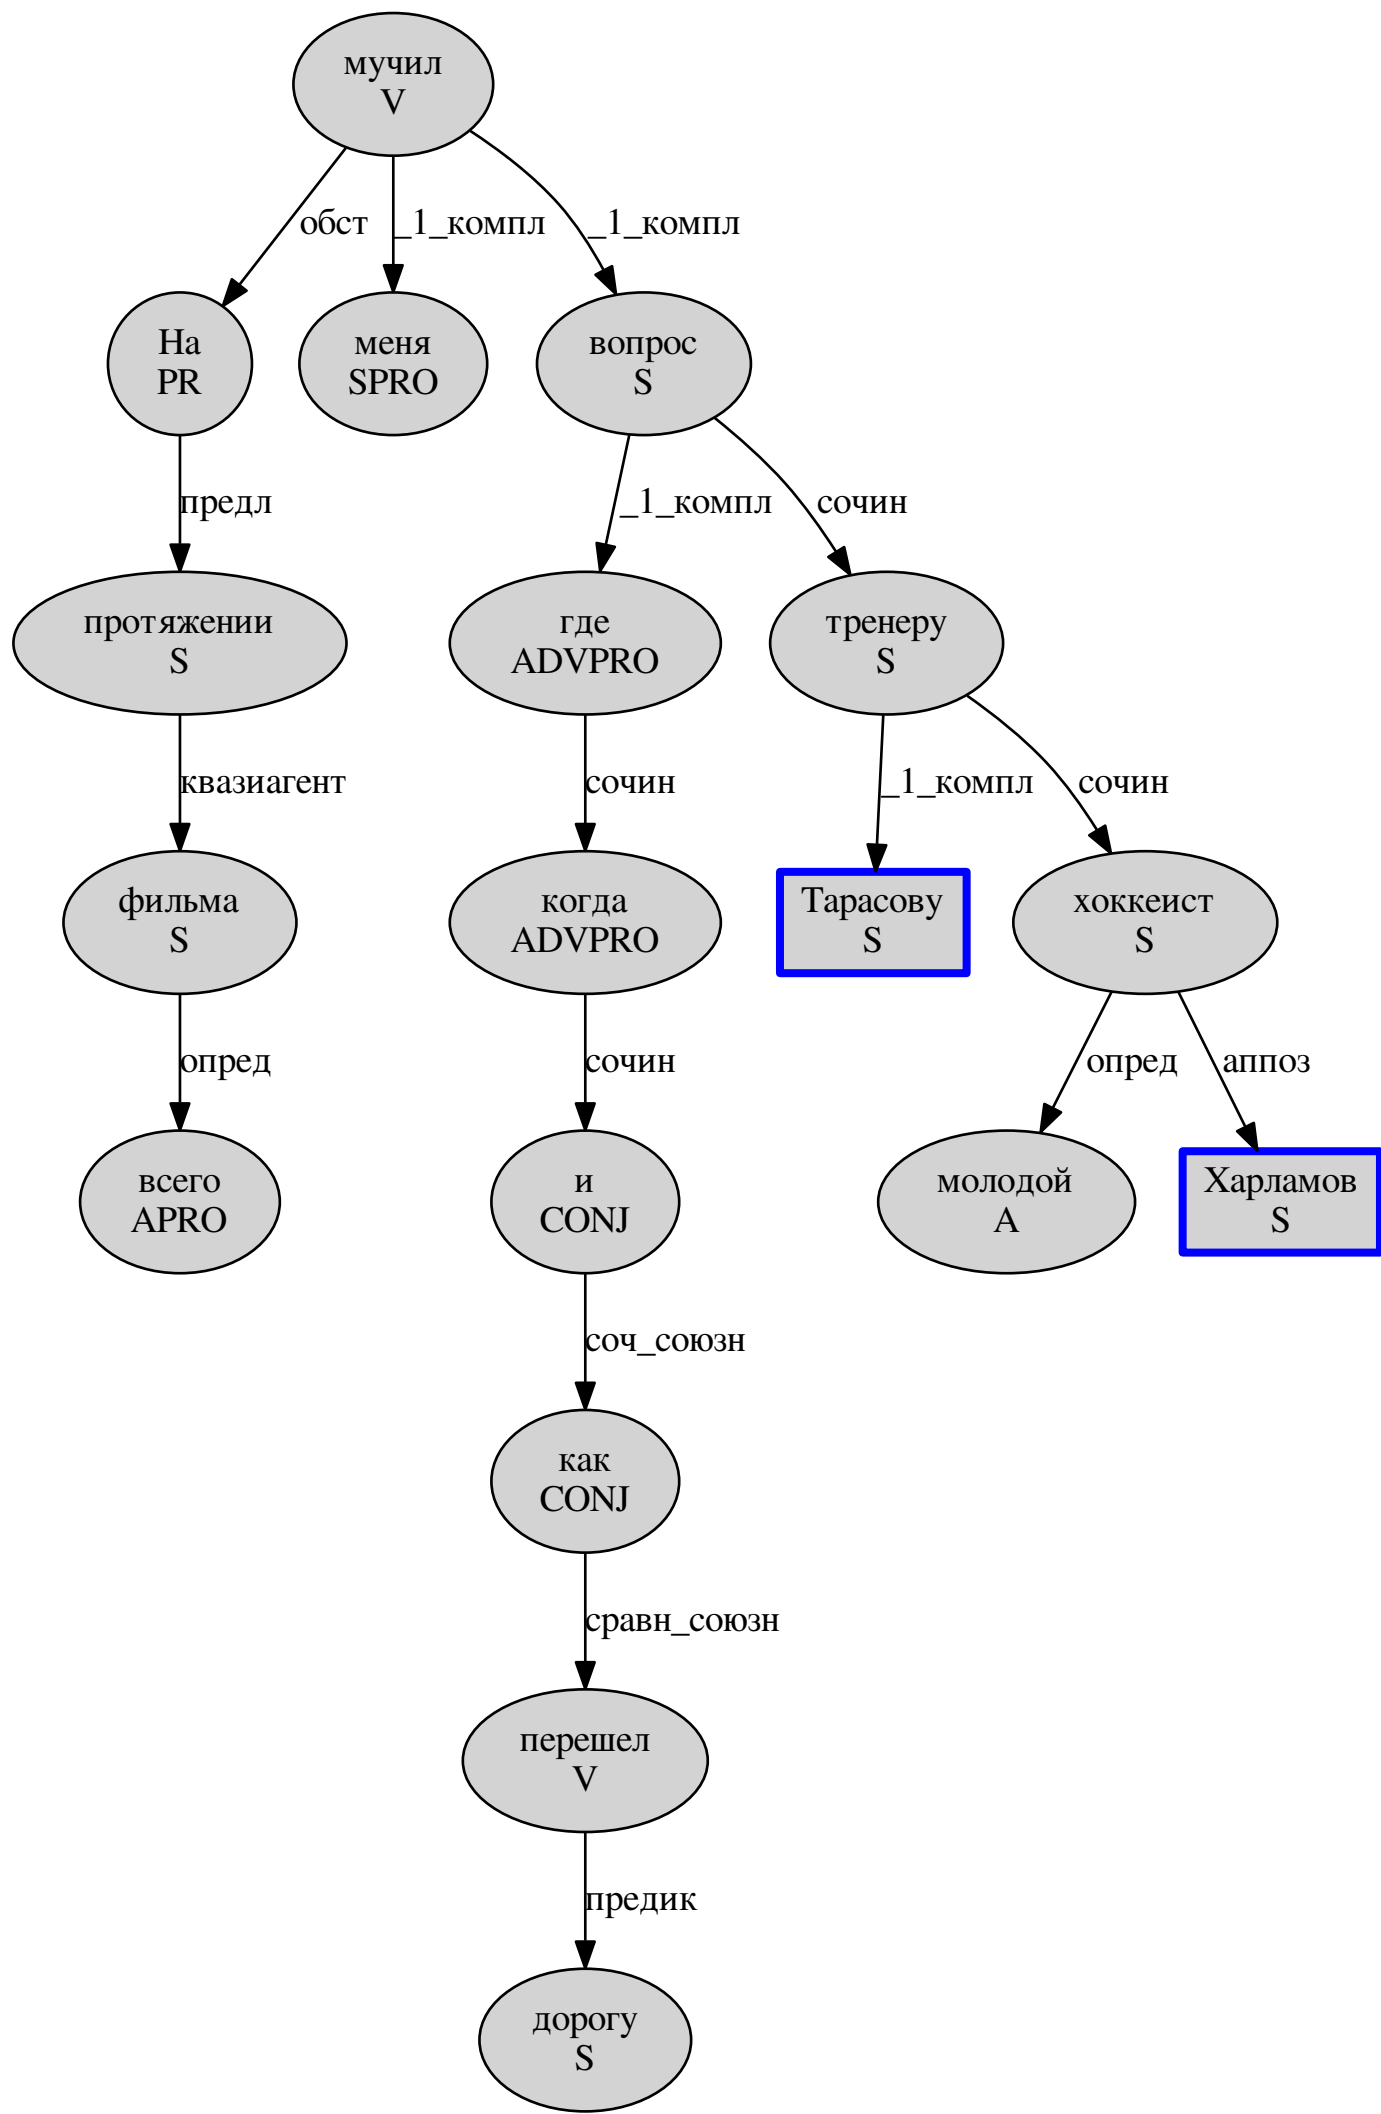 мучил
V
обст
_1_компл
_1_компл
На
PR
меня
SPRO
вопрос
S
предл
_1_компл
сочин
протяжении
S
где
ADVPRO
тренеру
S
квазиагент
сочин
_1_компл
сочин
фильма
S
когда
ADVPRO
Тарасову
S
хоккеист
S
опред
сочин
опред
аппоз
всего
APRO
и
CONJ
молодой
A
Харламов
S
соч_союзн
как
CONJ
сравн_союзн
перешел
V
предик
дорогу
S